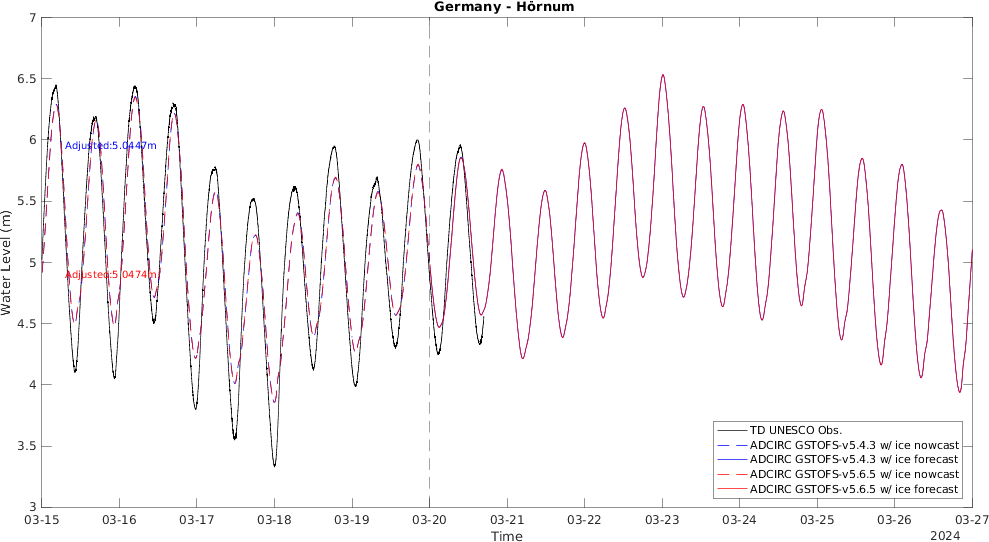 Germany - Hörnum
7
6.5
6
5.5
5
4.5
4
3.5
3
Water Level (m)
Adjusted:5.0447m
Adjusted:5.0474m
TD UNESCO Obs.
ADCIRC GSTOFS-v5.4.3 w/ ice nowcast
ADCIRC GSTOFS-v5.4.3 w/ ice forecast
ADCIRC GSTOFS-v5.6.5 w/ ice nowcast
ADCIRC GSTOFS-v5.6.5 w/ ice forecast
03-15 03-16 03-17 03-18 03-19 03-20 03-21 03-22 03-23 03-24 03-25 03-26 03-27
Time
2024